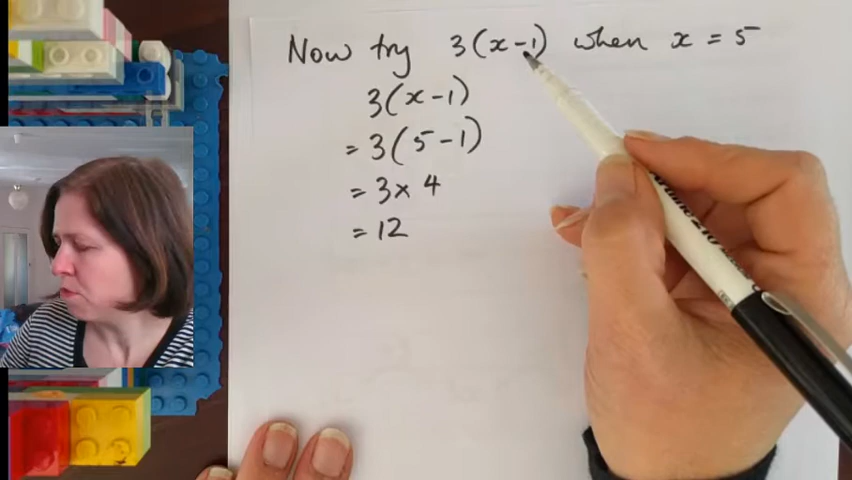 Now try 3(x-1) when x = 5
3(x-1)
= 3(5-1)
= 3 × 4
= 12